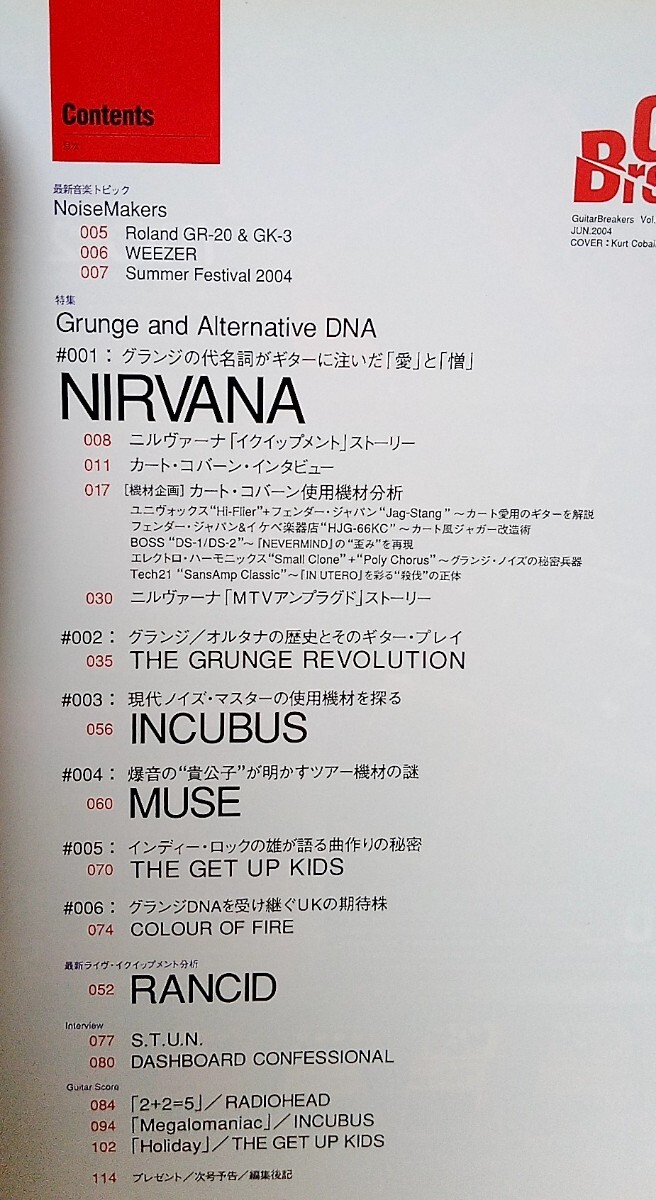 Contents
最新音楽トピック
NoiseMakers
005 Roland GR-20 & GK-3
006 WEEZER
007 Summer Festival 2004
GuitarBreakers Vol.
JUN.2004
COVER：Kurt
特集
Grunge and Alternative DNA
#001：グランジの代名詞がギターに注いだ「愛」と「憎」
NIRVANA
008 ニルヴァーナ「イクイップメント」ストーリー
011 カート・コバーン・インタビュー
017 [機材企画] カート・コバーン使用機材分析
ユニヴォックス“Hi-Flier”+フェンダー・ジャパン“Jag-Stang”〜カート愛用のギターを解説
フェンダー・ジャパン&イケベ楽器店“HJG-66KC”〜カート風ジャガー改造術
BOSS “DS-1/DS-2”〜『NEVERMIND』の“歪み”を再現
エレクトロ・ハーモニックス“Small Clone”+“Poly Chorus”〜グランジ・ノイズの秘密兵器
Tech21 “SansAmp Classic”〜『IN UTERO』を彩る“殺伐”の正体
030 ニルヴァーナ「MTVアンプラグド」ストーリー
#002：グランジ／オルタナの歴史とそのギター・プレイ
035 THE GRUNGE REVOLUTION
#003：現代ノイズ・マスターの使用機材を探る
056 INCUBUS
#004：爆音の“貴公子”が明かすツアー機材の謎
060 MUSE
#005：インディー・ロックの雄が語る曲作りの秘密
070 THE GET UP KIDS
#006：グランジDNAを受け継ぐUKの期待株
074 COLOUR OF FIRE
最新ライヴ・イクイップメント分析
052 RANCID
Interview
077 S.T.U.N.
080 DASHBOARD CONFESSIONAL
Guitar Score
084 「2+2=5」／RADIOHEAD
094 「Megalomaniac」／INCUBUS
102 「Holiday」／THE GET UP KIDS
114 プレゼント／次号予告／編集後記